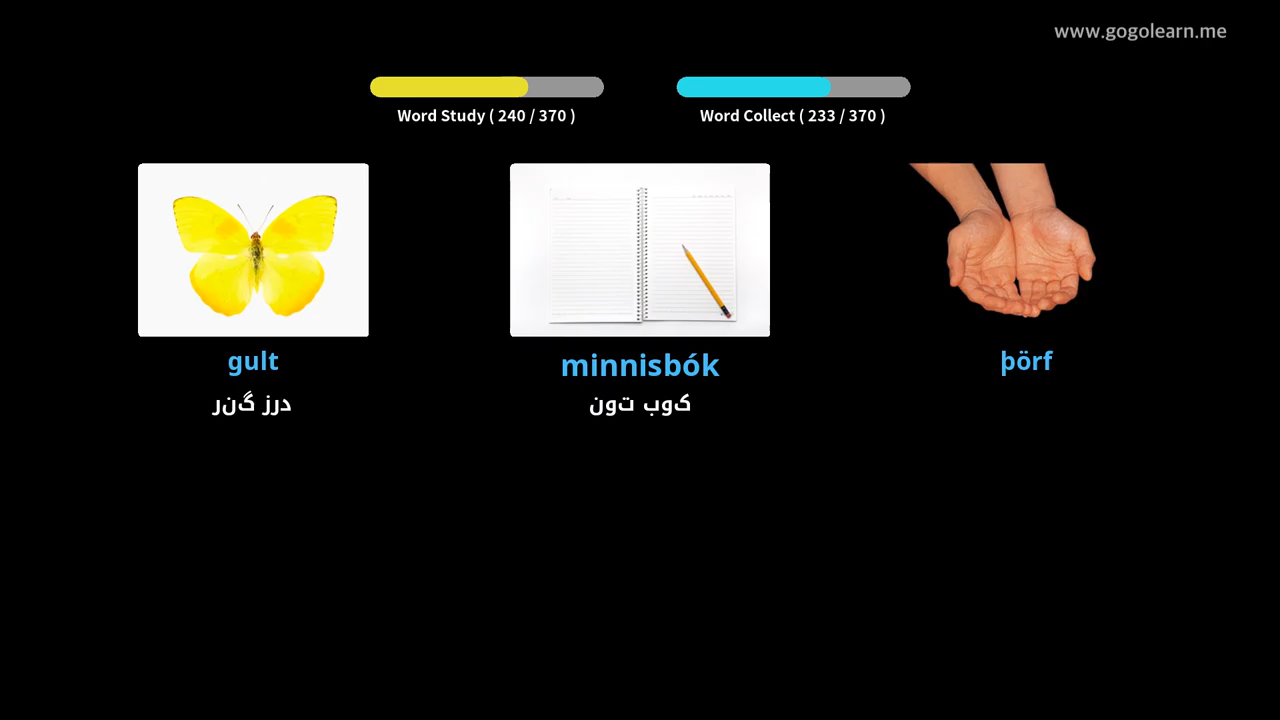 www.gogolearn.me
Word Study ( 240 / 370 )
Word Collect ( 233 / 370 )
gult
درز گنر
minnisbók
کوب تون
þörf